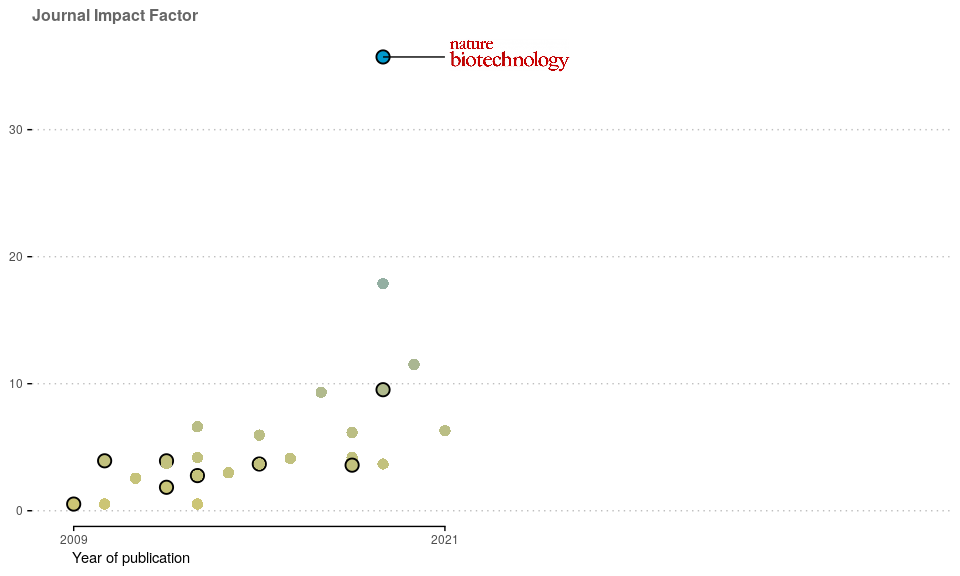 Journal Impact Factor
nature
biotechnology
30
20
10
0
2009
2021
Year of publication